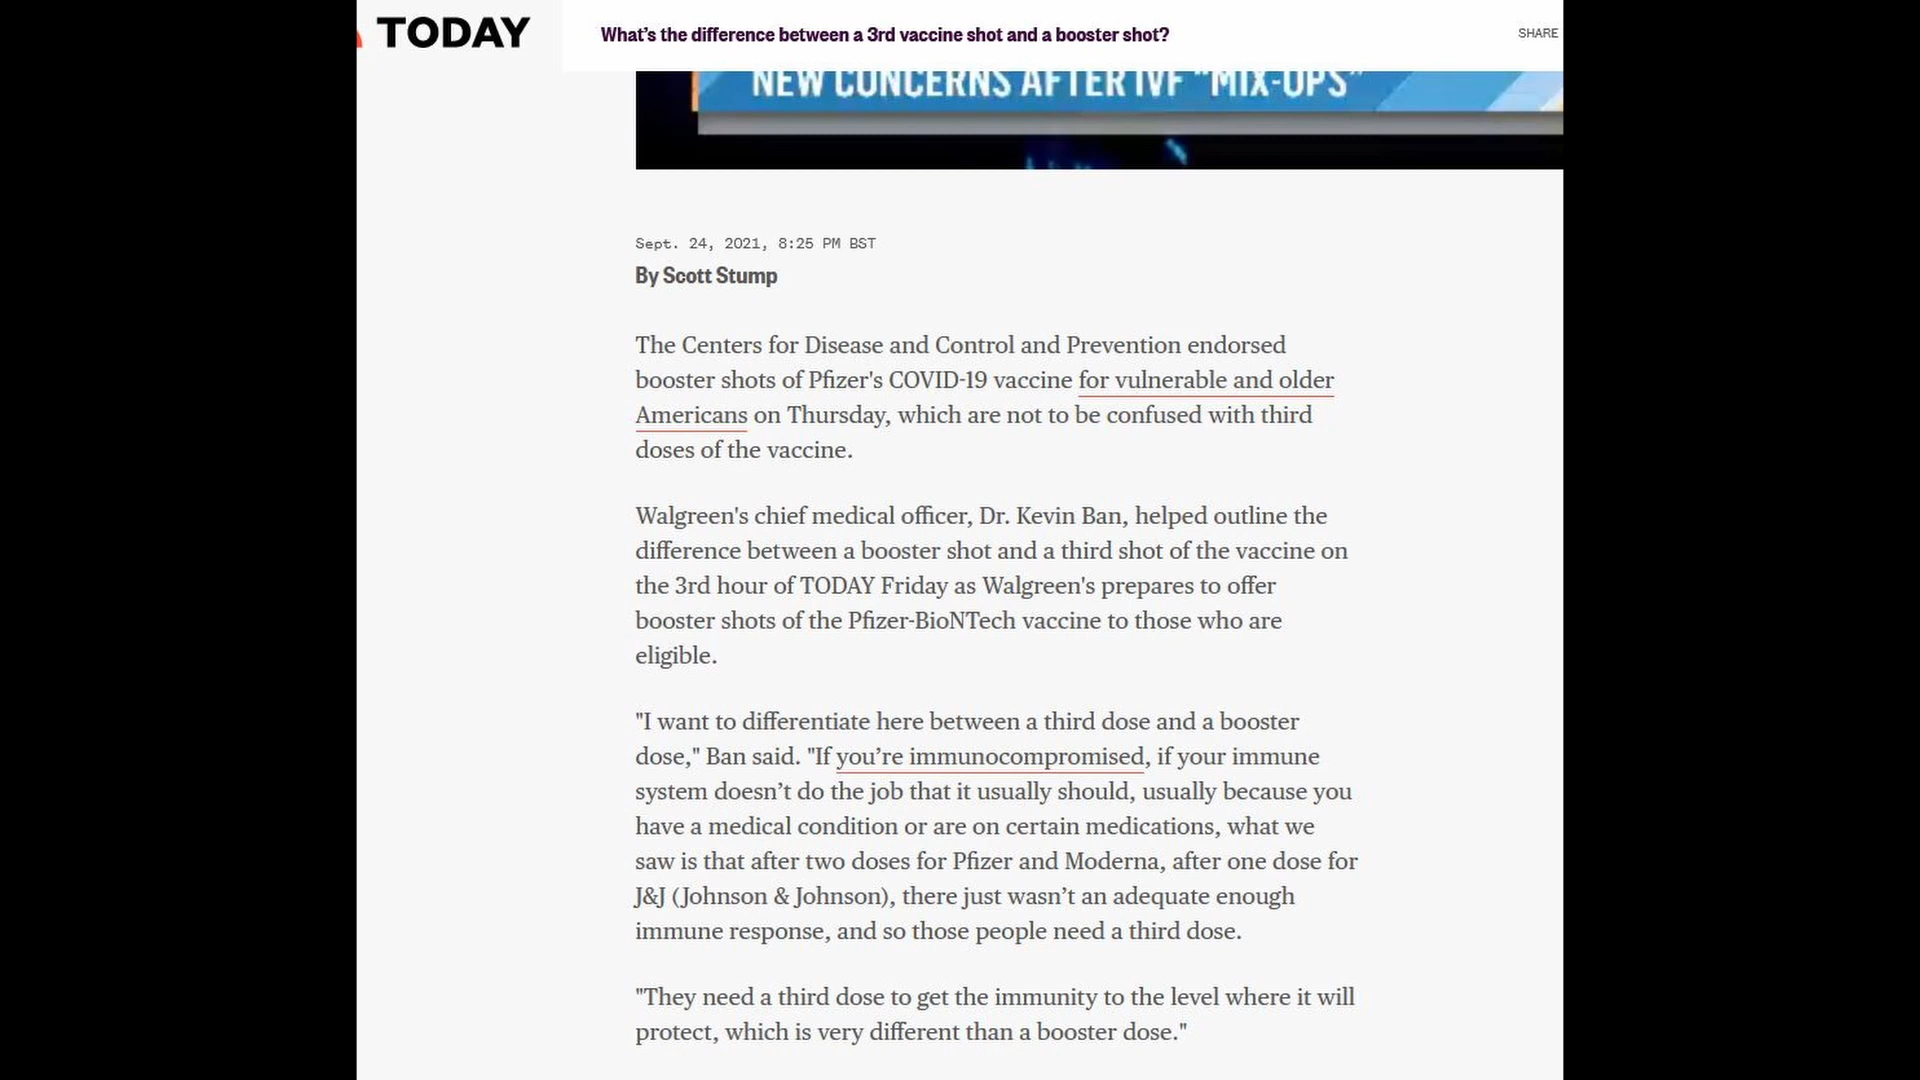 TODAY
What’s the difference between a 3rd vaccine shot and a booster shot?
SHARE
NEW CONCERNS AFTER IVF "MIX-UPS"
Sept. 24, 2021, 8:25 PM BST
By Scott Stump
The Centers for Disease and Control and Prevention endorsed
booster shots of Pfizer's COVID-19 vaccine for vulnerable and older
Americans on Thursday, which are not to be confused with third
doses of the vaccine.
Walgreen's chief medical officer, Dr. Kevin Ban, helped outline the
difference between a booster shot and a third shot of the vaccine on
the 3rd hour of TODAY Friday as Walgreen's prepares to offer
booster shots of the Pfizer-BioNTech vaccine to those who are
eligible.
"I want to differentiate here between a third dose and a booster
dose," Ban said. "If you’re immunocompromised, if your immune
system doesn’t do the job that it usually should, usually because you
have a medical condition or are on certain medications, what we
saw is that after two doses for Pfizer and Moderna, after one dose for
J&J (Johnson & Johnson), there just wasn’t an adequate enough
immune response, and so those people need a third dose.
"They need a third dose to get the immunity to the level where it will
protect, which is very different than a booster dose."